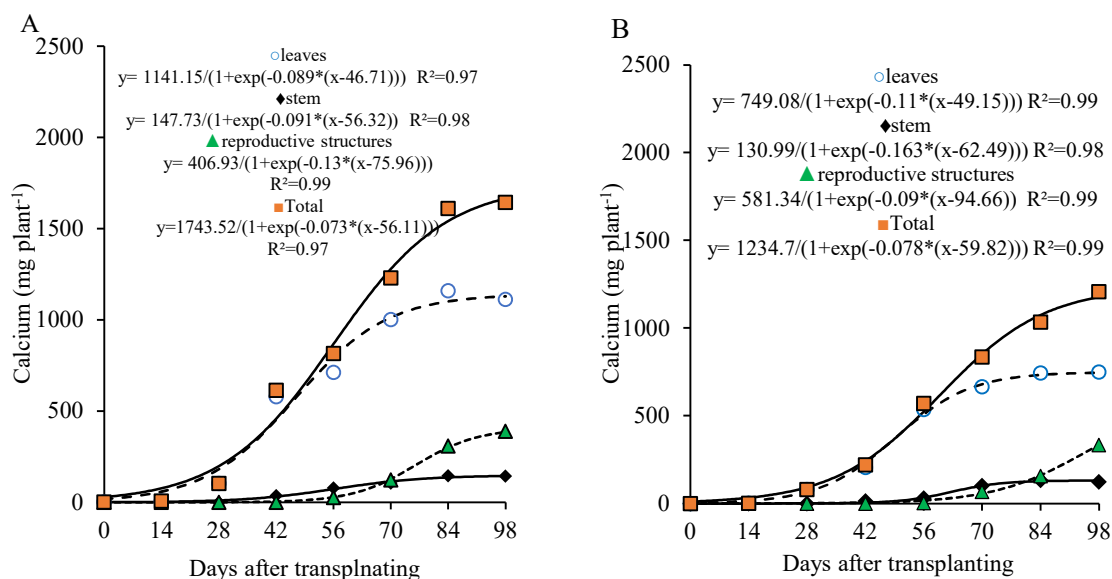 A
2500
2000
1500
1000
500
0
Calcium (mg plant-1)
leaves
y= 1141.15/(1+exp(-0.089*(x-46.71))) R²=0.97
stem
y= 147.73/(1+exp(-0.091*(x-56.32)) R²=0.98
reproductive structures
y= 406.93/(1+exp(-0.13*(x-75.96)))
R²=0.99
Total
y=1743.52/(1+exp(-0.073*(x-56.11)))
R²=0.97
0 14 28 42 56 70 84 98
Days after transplnating
B
2500
2000
1500
1000
500
0
Calcium (mg plant-1)
leaves
y= 749.08/(1+exp(-0.11*(x-49.15))) R²=0.99
stem
y= 130.99/(1+exp(-0.163*(x-62.49))) R²=0.98
reproductive structures
y= 581.34/(1+exp(-0.09*(x-94.66)) R²=0.99
Total
y= 1234.7/(1+exp(-0.078*(x-59.82))) R²=0.99
0 14 28 42 56 70 84 98
Days after transplanting